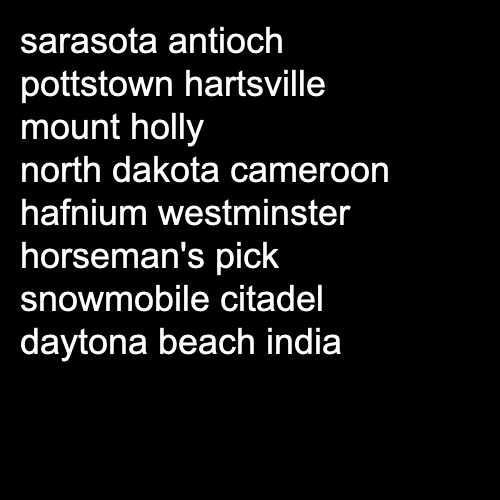 sarasota antioch
pottstown hartsville
mount holly
north dakota cameroon
hafnium westminster
horseman's pick
snowmobile citadel
daytona beach india